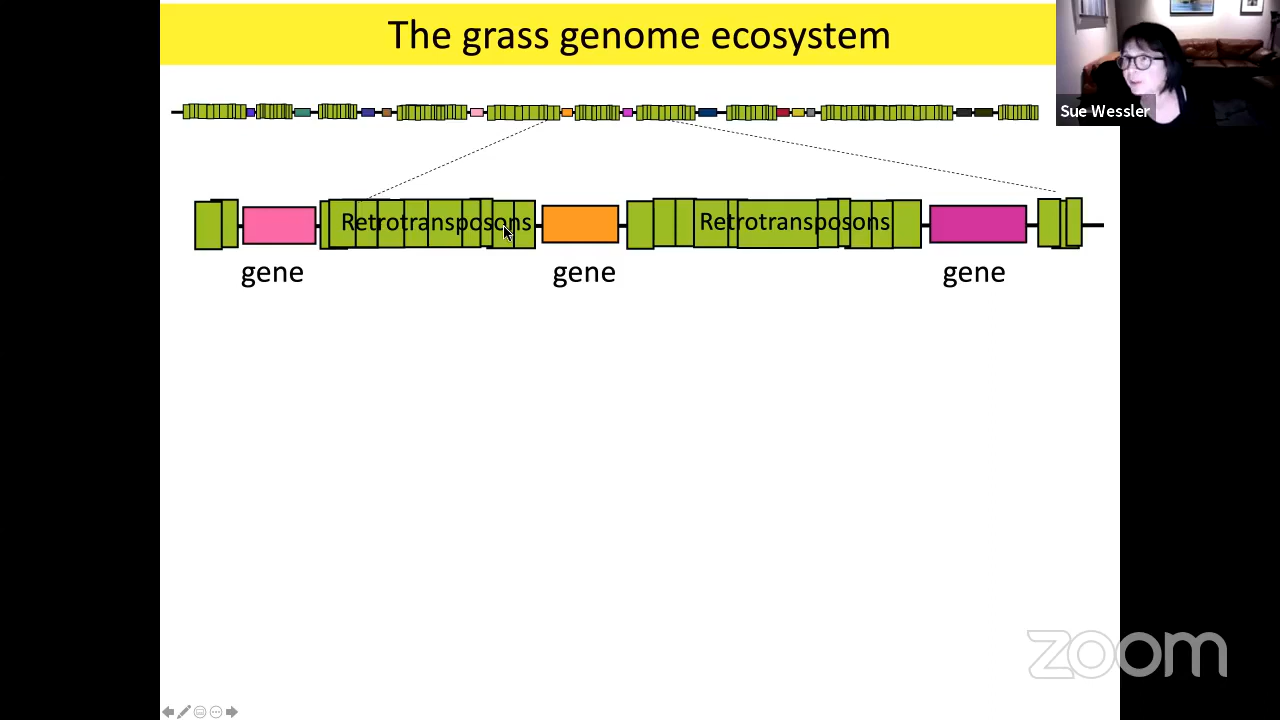 The grass genome ecosystem
Sue Wessler
Retrotransposons
Retrotransposons
gene
gene
gene
zoom